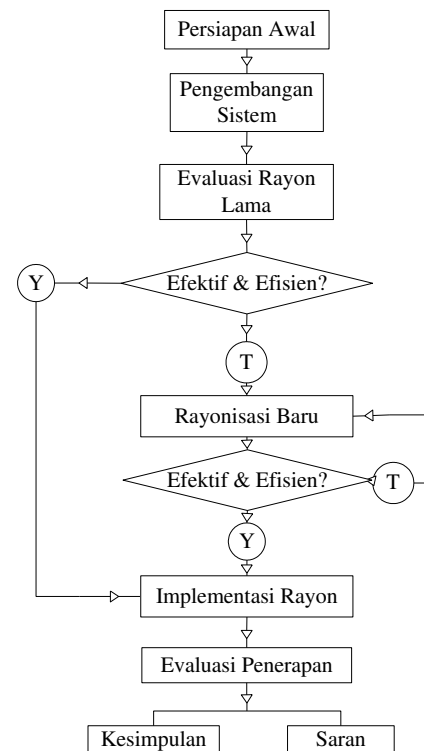 Persiapan Awal
Pengembangan
Sistem
Evaluasi Rayon
Lama
Efektif & Efisien?
Y
T
Rayonisasi Baru
Efektif & Efisien?
T
Y
Implementasi Rayon
Evaluasi Penerapan
Kesimpulan
Saran